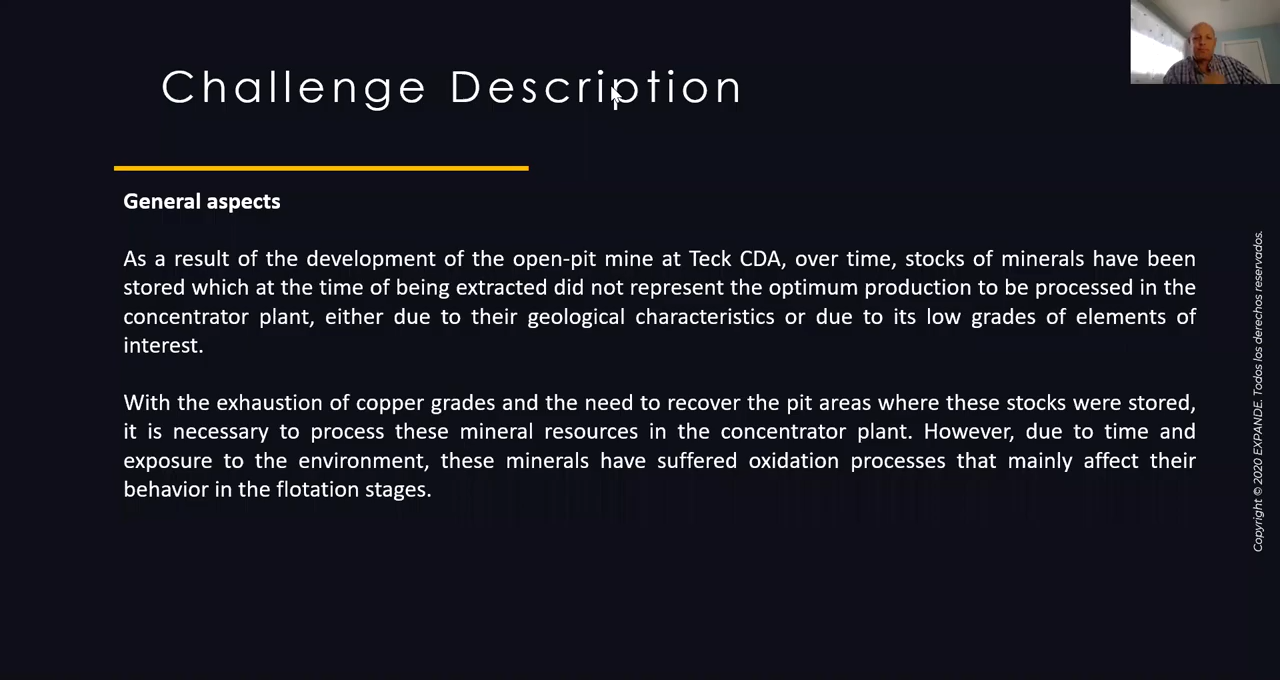 Challenge Description
General aspects
As a result of the development of the open-pit mine at Teck CDA, over time, stocks of minerals have been
stored which at the time of being extracted did not represent the optimum production to be processed in the
concentrator plant, either due to their geological characteristics or due to its low grades of elements of
interest.
With the exhaustion of copper grades and the need to recover the pit areas where these stocks were stored,
it is necessary to process these mineral resources in the concentrator plant. However, due to time and
exposure to the environment, these minerals have suffered oxidation processes that mainly affect their
behavior in the flotation stages.
Copyright © 2020 EXPANDE. Todos los derechos reservados.